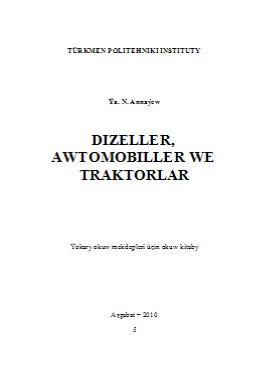 TÜRKMEN POLITEHNIKI INSTITUTY
Ýa. N. Annaýew
DIZELLER,
AWTOMOBILLER WE
TRAKTORLAR
Ýokary okuw mekdepleri üçin okuw kitaby
Aşgabat – 2010
5